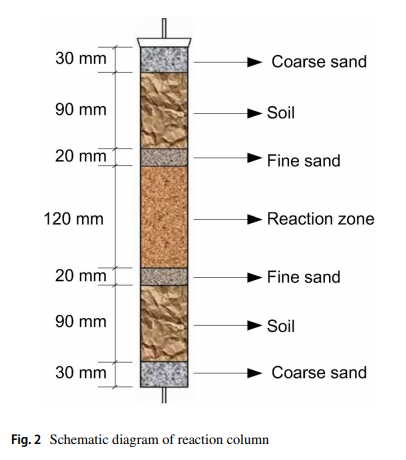 30 mm Coarse sand
90 mm Soil
20 mm Fine sand
120 mm Reaction zone
20 mm Fine sand
90 mm Soil
30 mm Coarse sand
Fig. 2 Schematic diagram of reaction column